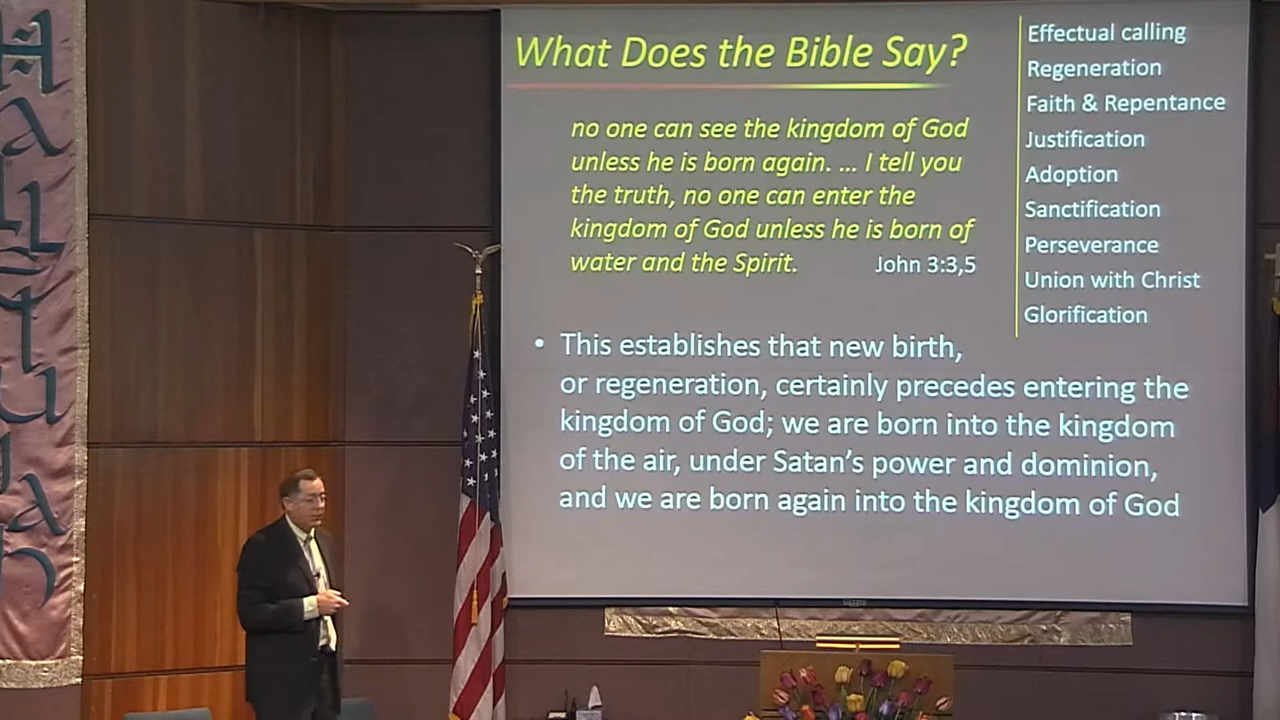 Hallelujah
What Does the Bible Say?
no one can see the kingdom of God
unless he is born again. ... I tell you
the truth, no one can enter the
kingdom of God unless he is born of
water and the Spirit. John 3:3,5
• This establishes that new birth,
or regeneration, certainly precedes entering the
kingdom of God; we are born into the kingdom
of the air, under Satan's power and dominion,
and we are born again into the kingdom of God
Effectual calling
Regeneration
Faith & Repentance
Justification
Adoption
Sanctification
Perseverance
Union with Christ
Glorification